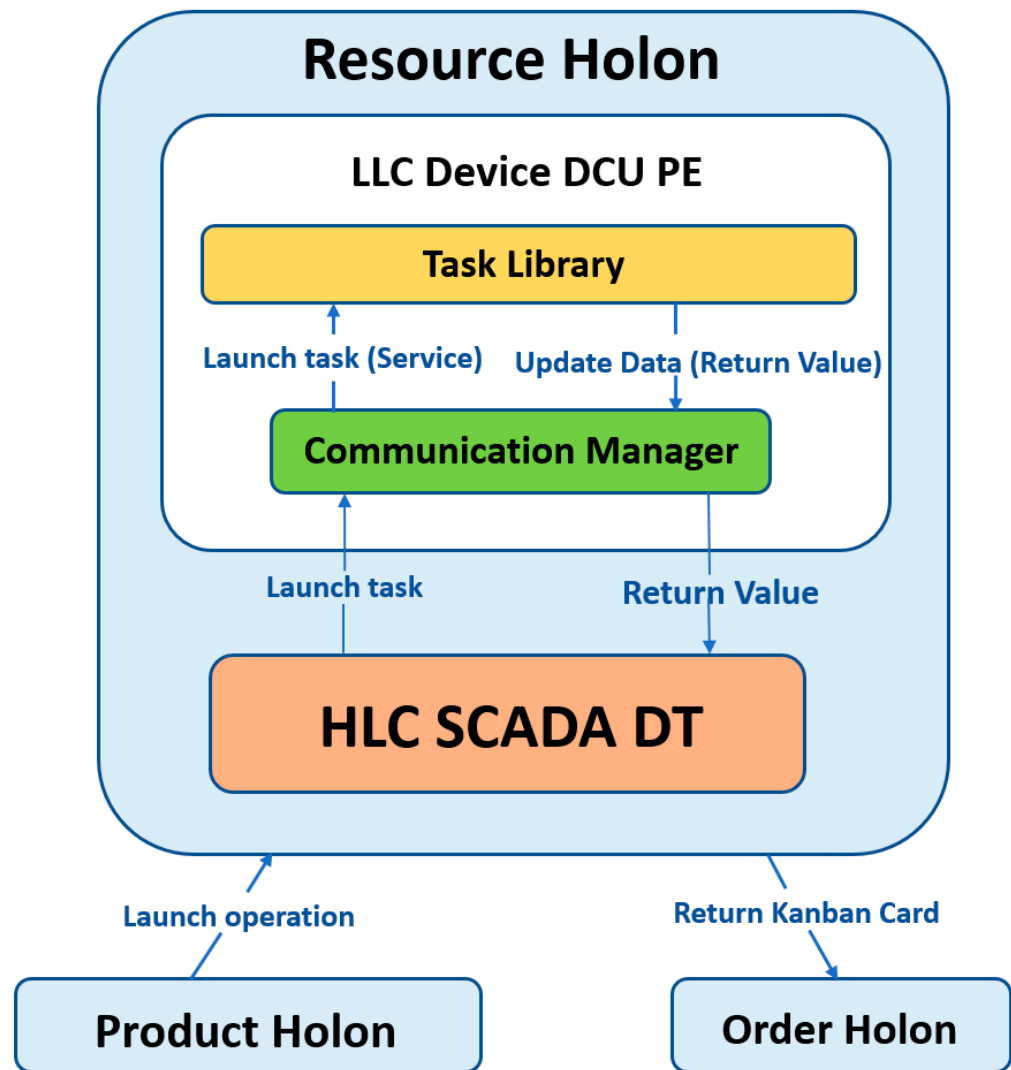 Resource Holon
LLC Device DCU PE
Task Library
Launch task (Service)
Update Data (Return Value)
Communication Manager
Launch task
Return Value
HLC SCADA DT
Launch operation
Return Kanban Card
Product Holon
Order Holon